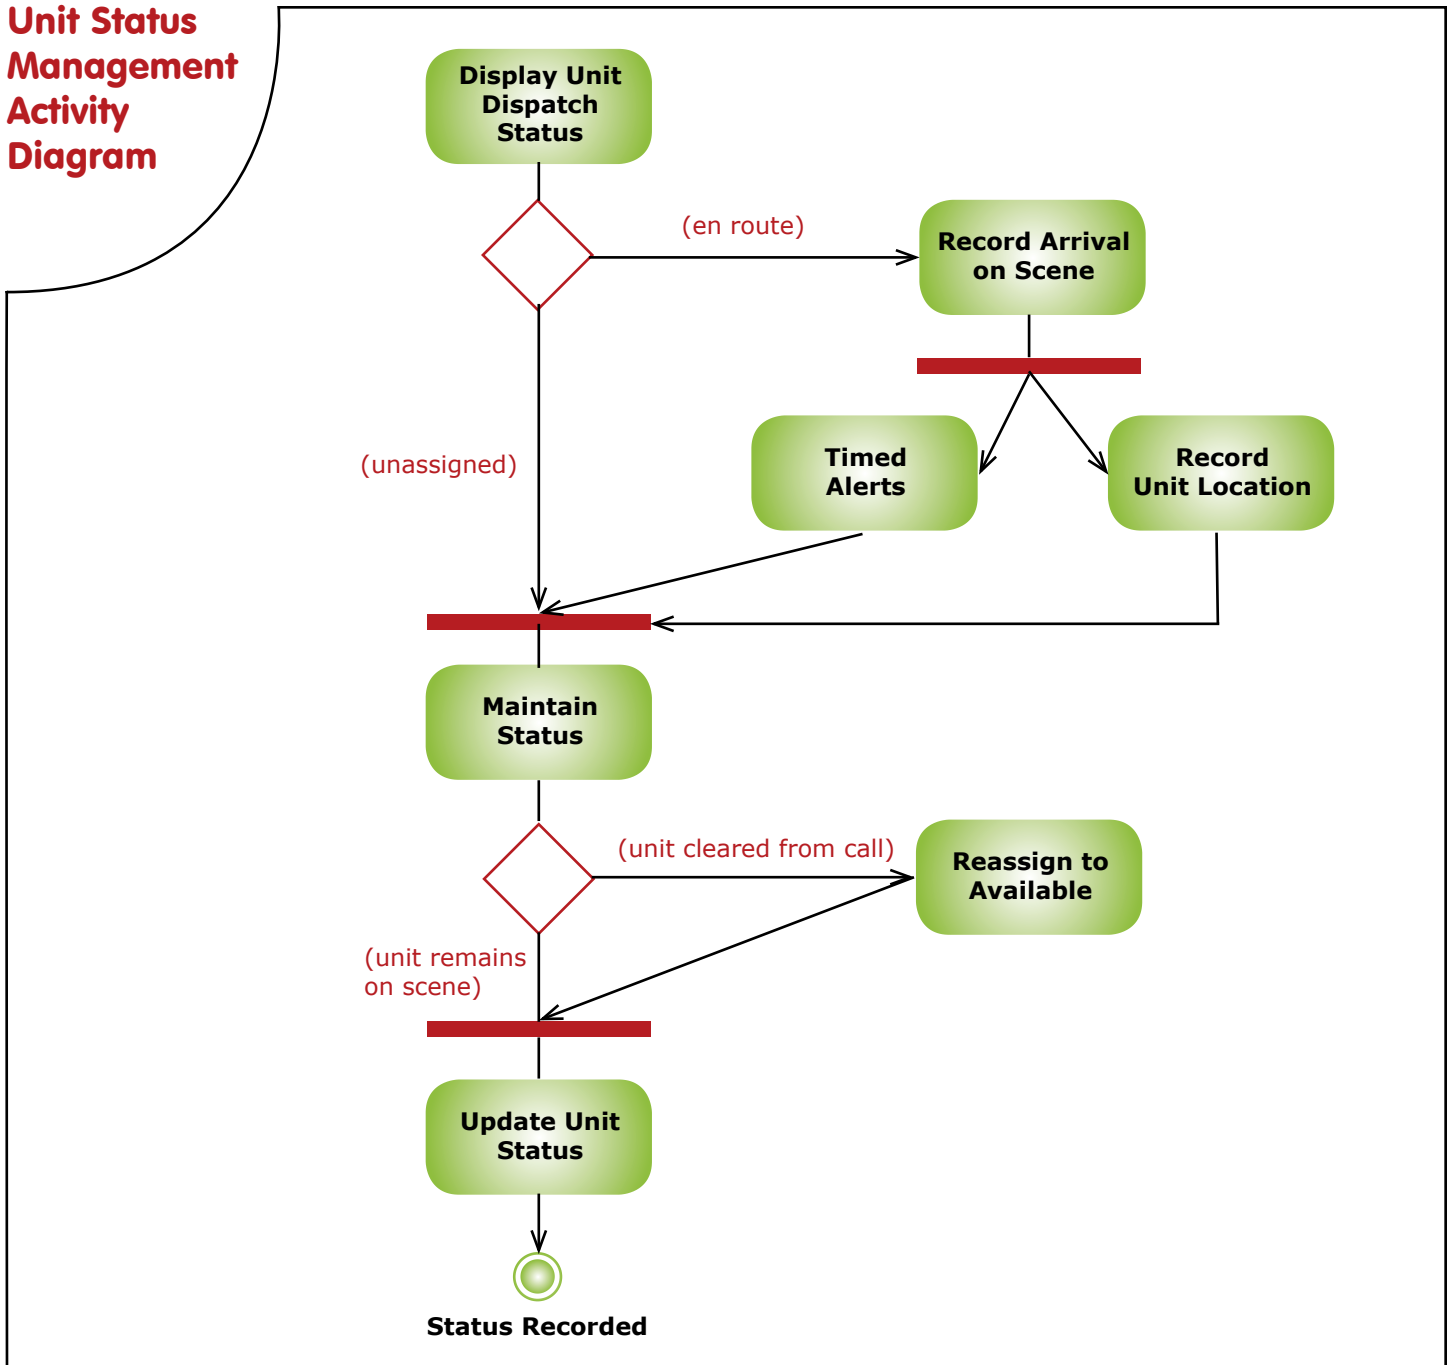 Unit Status
Management
Activity
Diagram
Display Unit
Dispatch
Status
(en route)
Record Arrival
on Scene
(unassigned)
Timed
Alerts
Record
Unit Location
Maintain
Status
(unit cleared from call)
Reassign to
Available
(unit remains
on scene)
Update Unit
Status
Status Recorded